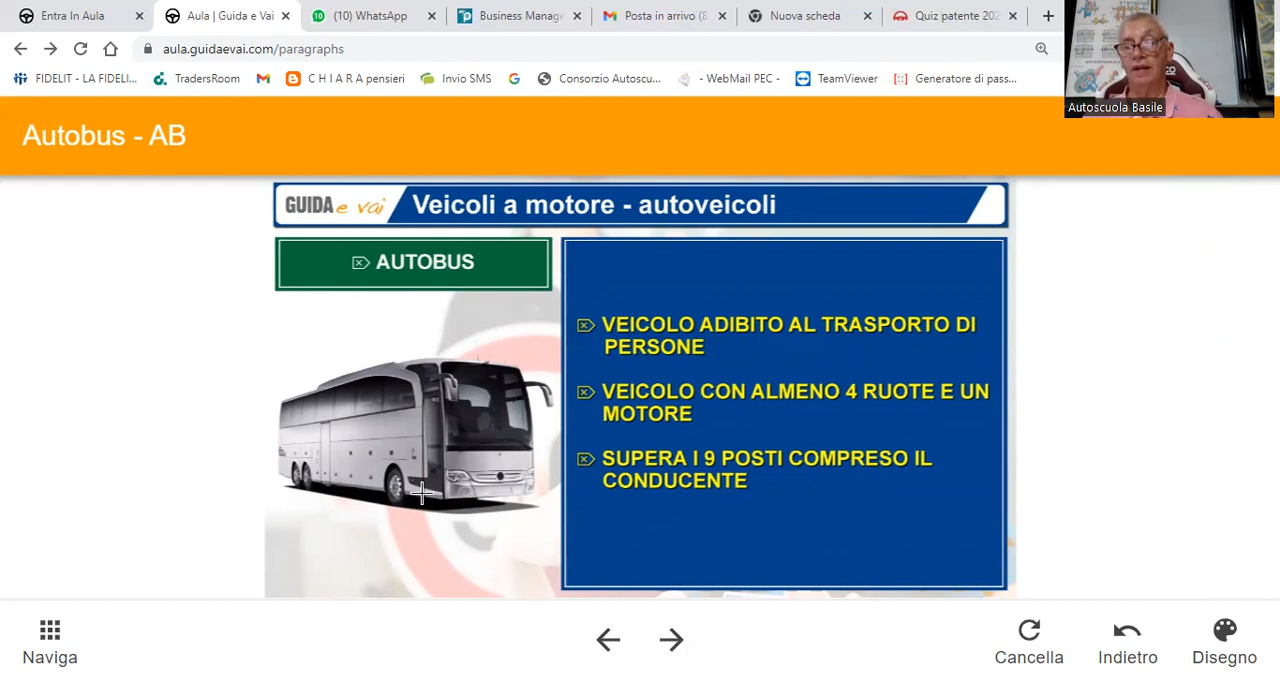 Entra In Aula
Aula | Guida e Vai
(10) WhatsApp
Business Manag
Posta in arrivo (8
Nuova scheda
Quiz patente 202
aula.guidaevai.com/paragraphs
FIDELIT - LA FIDELI...
TradersRoom
C H I A R A pensieri
Invio SMS
Consorzio Autoscu...
- WebMail PEC -
TeamViewer
Generatore di pass...
Autoscuola Basile
Autobus - AB
GUIDA e vai
Veicoli a motore - autoveicoli
AUTOBUS
VEICOLO ADIBITO AL TRASPORTO DI
PERSONE
VEICOLO CON ALMENO 4 RUOTE E UN
MOTORE
SUPERA I 9 POSTI COMPRESO IL
CONDUCENTE
Naviga
Cancella
Indietro
Disegno